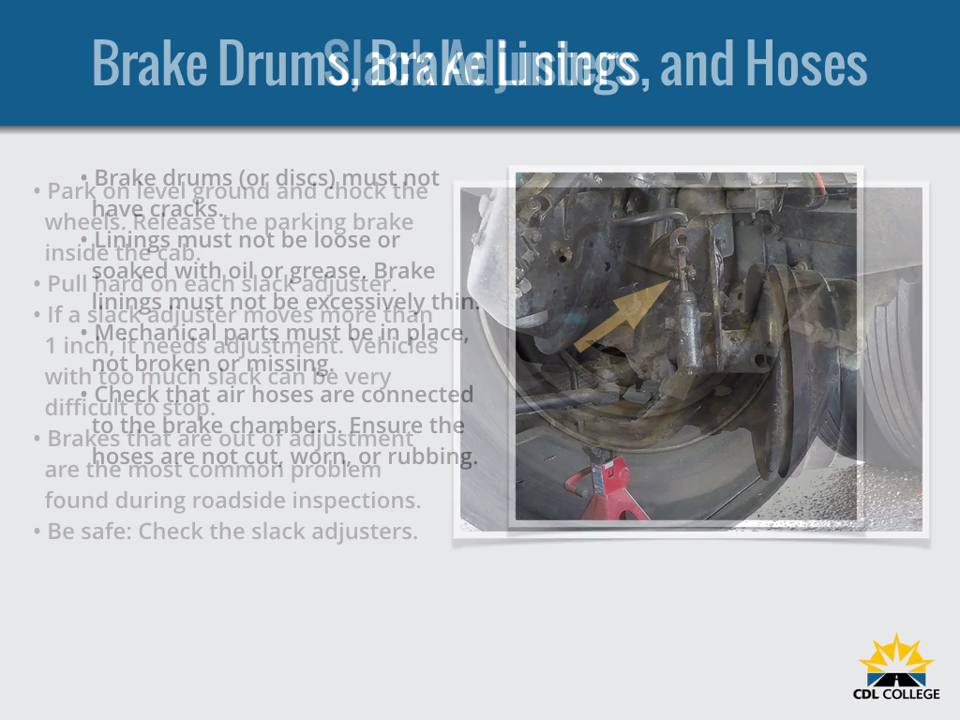 Brake Drums, Brake Linings, and Hoses
Slack Adjusters
• Brake drums (or discs) must not
have cracks.
• Linings must not be loose or
soaked with oil or grease. Brake
linings must not be excessively thin.
• Mechanical parts must be in place,
not broken or missing.
• Check that air hoses are connected
to the brake chambers. Ensure the
hoses are not cut, worn, or rubbing.
• Park on level ground and chock the
wheels. Release the parking brake
inside the cab.
• Pull hard on each slack adjuster.
• If a slack adjuster moves more than
1 inch, it needs adjustment. Vehicles
with too much slack can be very
difficult to stop.
• Brakes that are out of adjustment
are the most common problem
found during roadside inspections.
• Be safe: Check the slack adjusters.
CDL COLLEGE